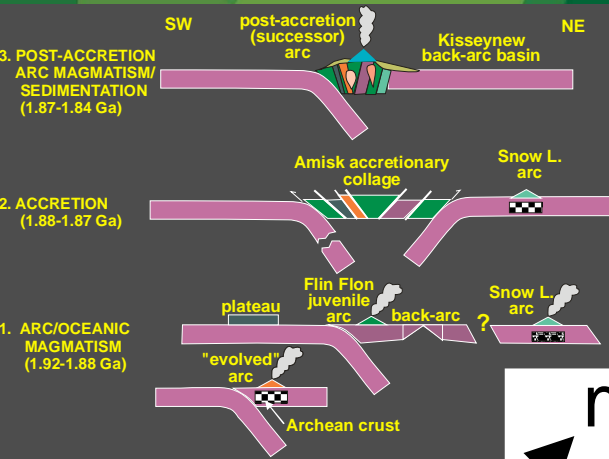 SW
NE
post-accretion
(successor)
arc
Kisseynew
back-arc basin
3. POST-ACCRETION
ARC MAGMATISM/
SEDIMENTATION
(1.87-1.84 Ga)
Amisk accretionary
collage
Snow L.
arc
2. ACCRETION
(1.88-1.87 Ga)
Flin Flon
juvenile
arc
plateau
back-arc
?
Snow L.
arc
1. ARC/OCEANIC
MAGMATISM
(1.92-1.88 Ga)
"evolved"
arc
Archean crust